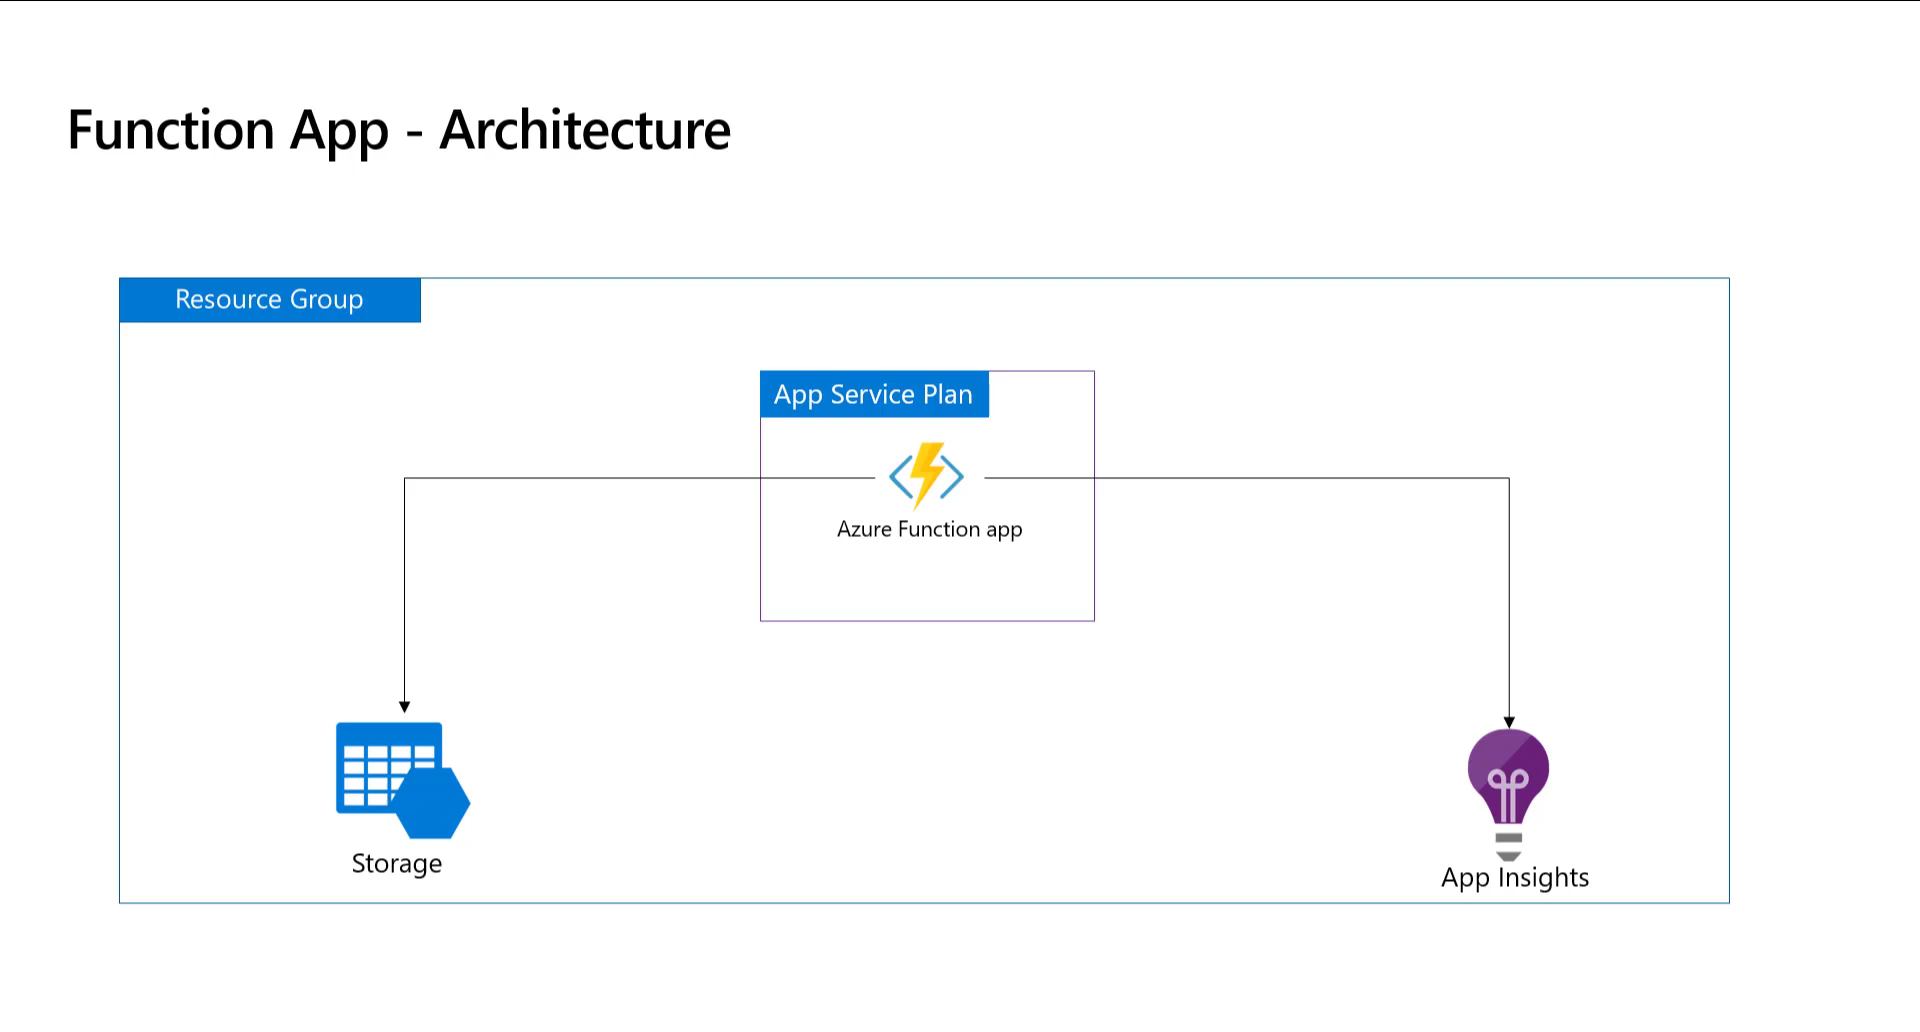 Function App - Architecture
Resource Group
App Service Plan
Azure Function app
Storage
App Insights